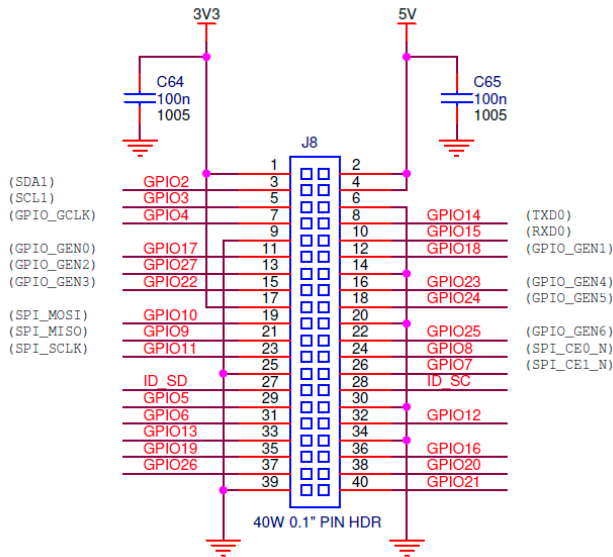 3V3 5V
C64 C65
100n 100n
1005 1005
J8
1 2
(SDA1) GPIO2 3 4
(SCL1) GPIO3 5 6
(GPIO_GCLK) GPIO4 7 8 GPIO14 (TXD0)
9 10 GPIO15 (RXD0)
(GPIO_GEN0) GPIO17 11 12 GPIO18 (GPIO_GEN1)
(GPIO_GEN2) GPIO27 13 14
(GPIO_GEN3) GPIO22 15 16 GPIO23 (GPIO_GEN4)
17 18 GPIO24 (GPIO_GEN5)
(SPI_MOSI) GPIO10 19 20
(SPI_MISO) GPIO9 21 22 GPIO25 (GPIO_GEN6)
(SPI_SCLK) GPIO11 23 24 GPIO8 (SPI_CE0_N)
25 26 GPIO7 (SPI_CE1_N)
ID_SD 27 28 ID_SC
GPIO5 29 30
GPIO6 31 32 GPIO12
GPIO13 33 34
GPIO19 35 36 GPIO16
GPIO26 37 38 GPIO20
39 40 GPIO21
40W 0.1" PIN HDR